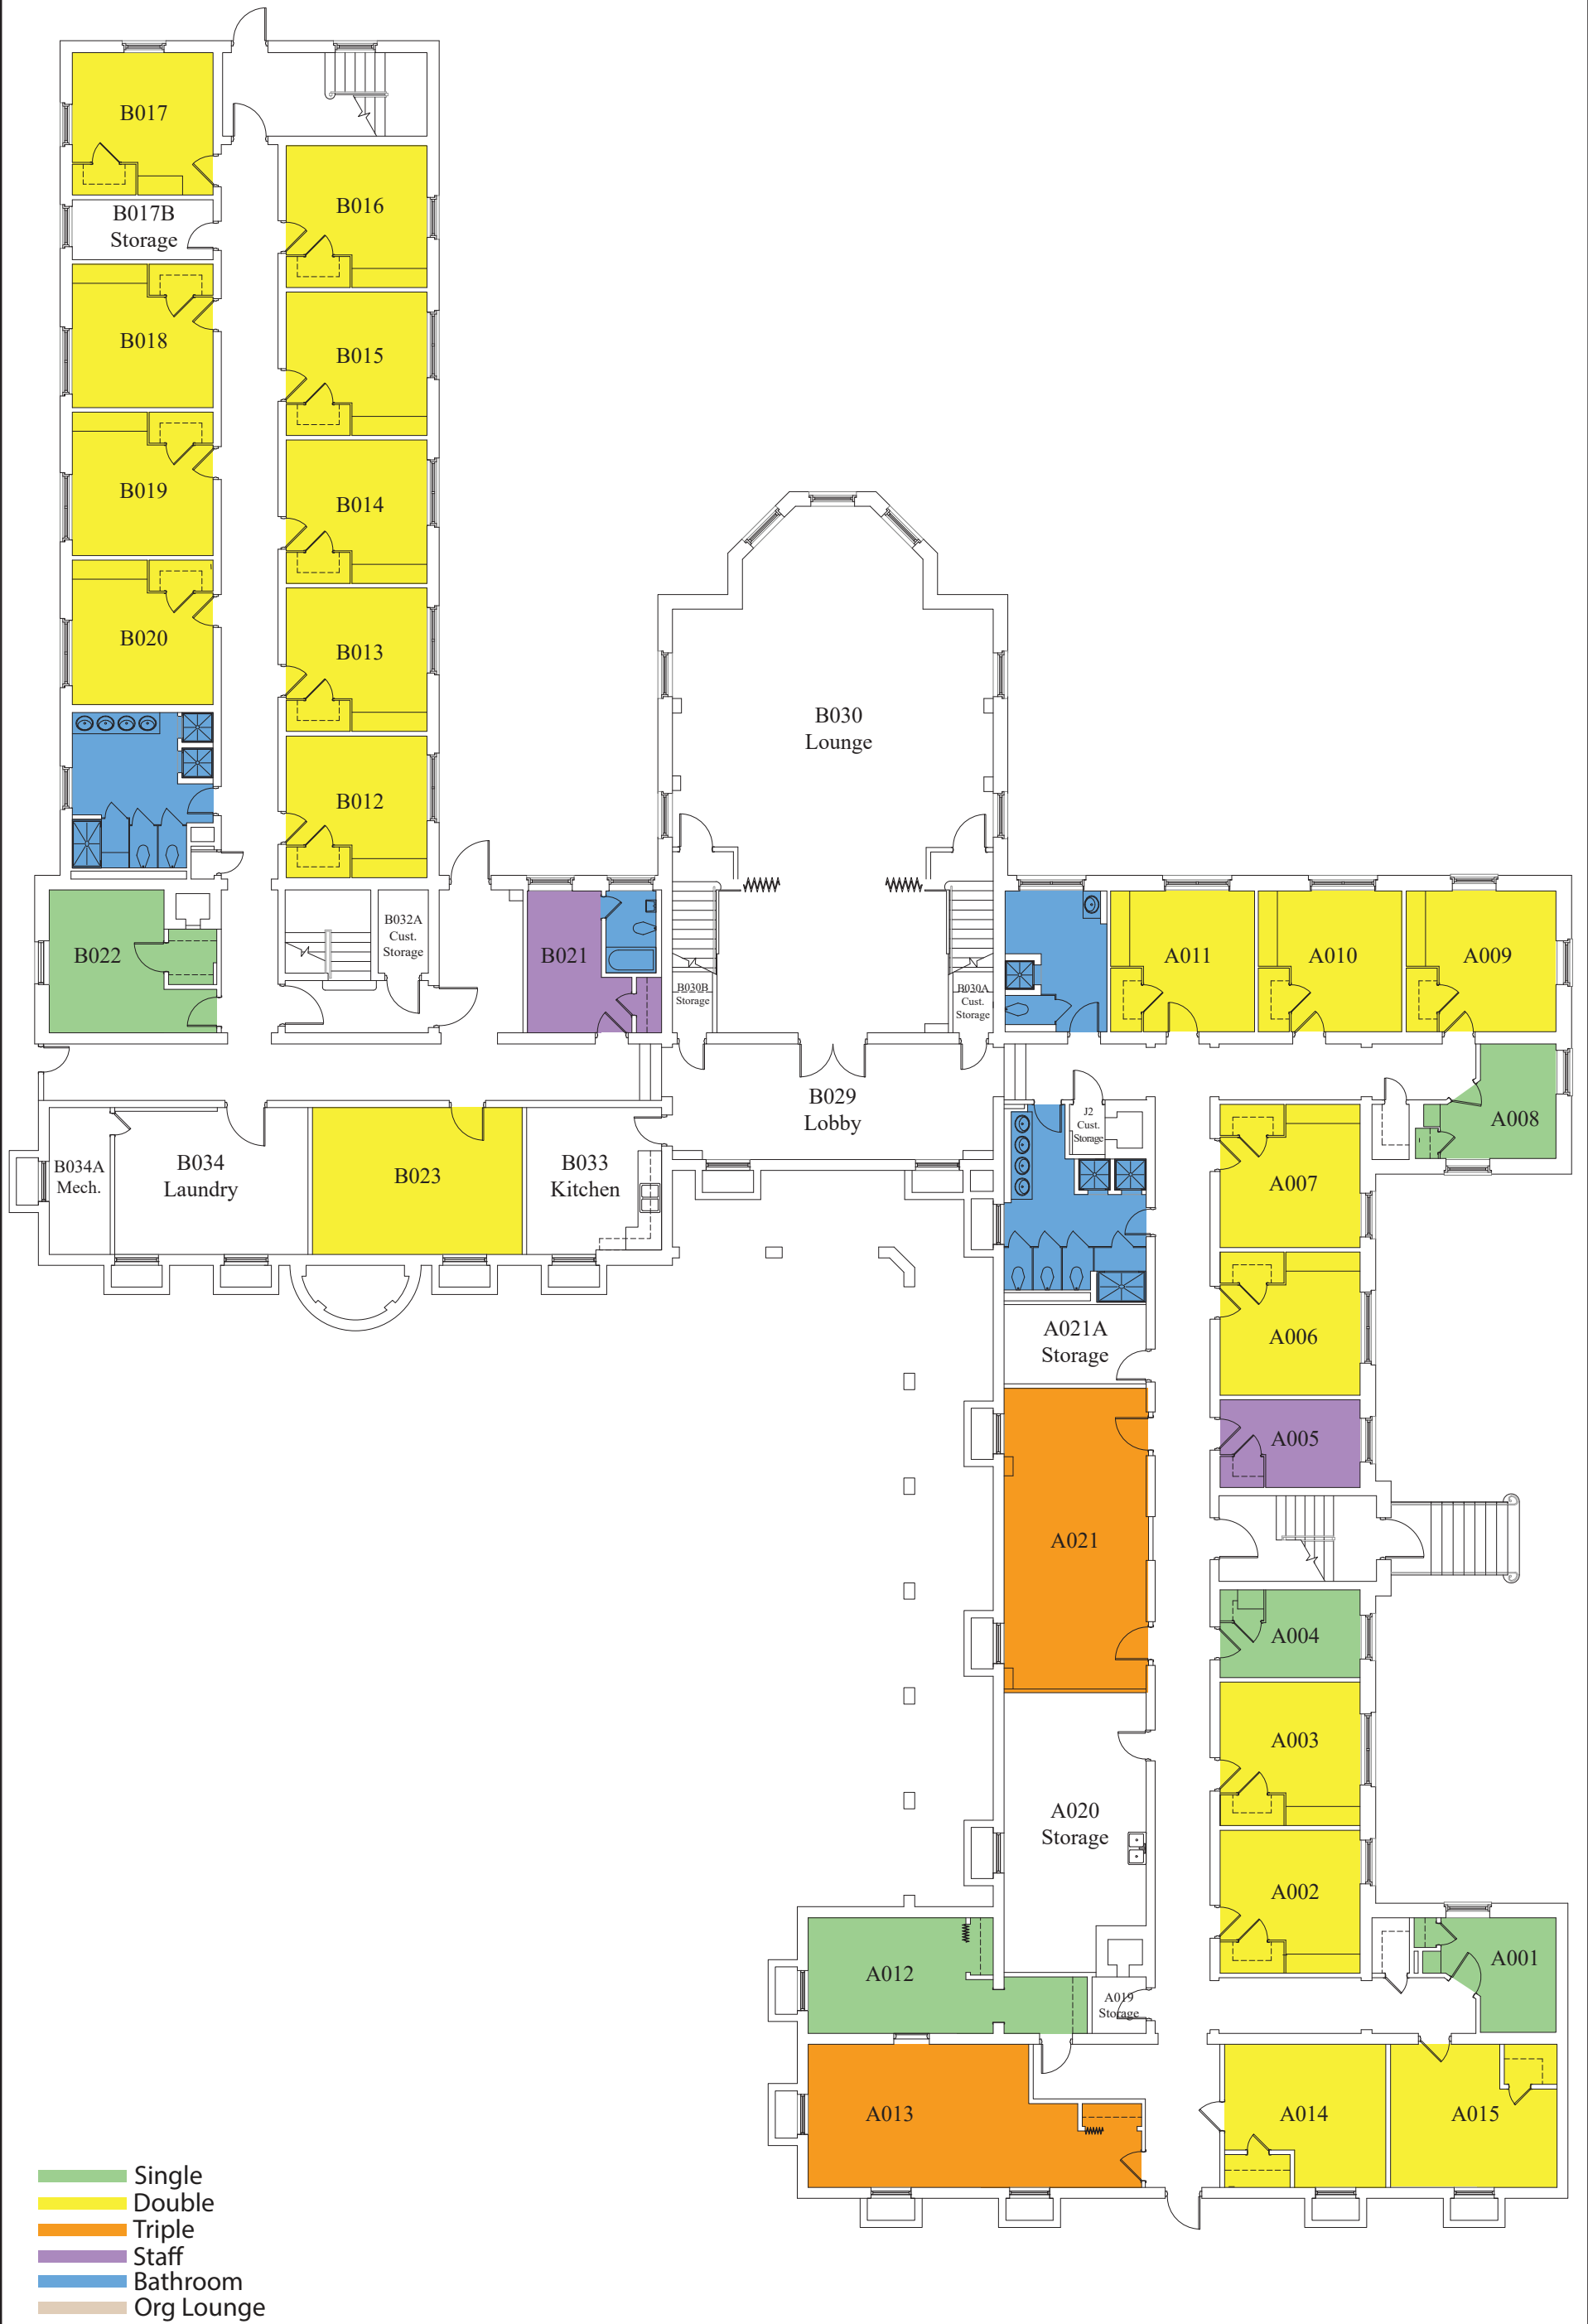 B017
B017B
Storage
B016
B018
B015
B019
B014
B020
B013
B012
B030
Lounge
B022
B032A
Cust.
Storage
B021
B030B
Storage
B030A
Cust.
Storage
A011
A010
A009
B029
Lobby
J2
Cust.
Storage
A008
B034A
Mech.
B034
Laundry
B023
B033
Kitchen
A007
A021A
Storage
A006
A005
A021
A004
A003
A020
Storage
A002
A012
A019
Storage
A001
A013
A014
A015
Single
Double
Triple
Staff
Bathroom
Org Lounge